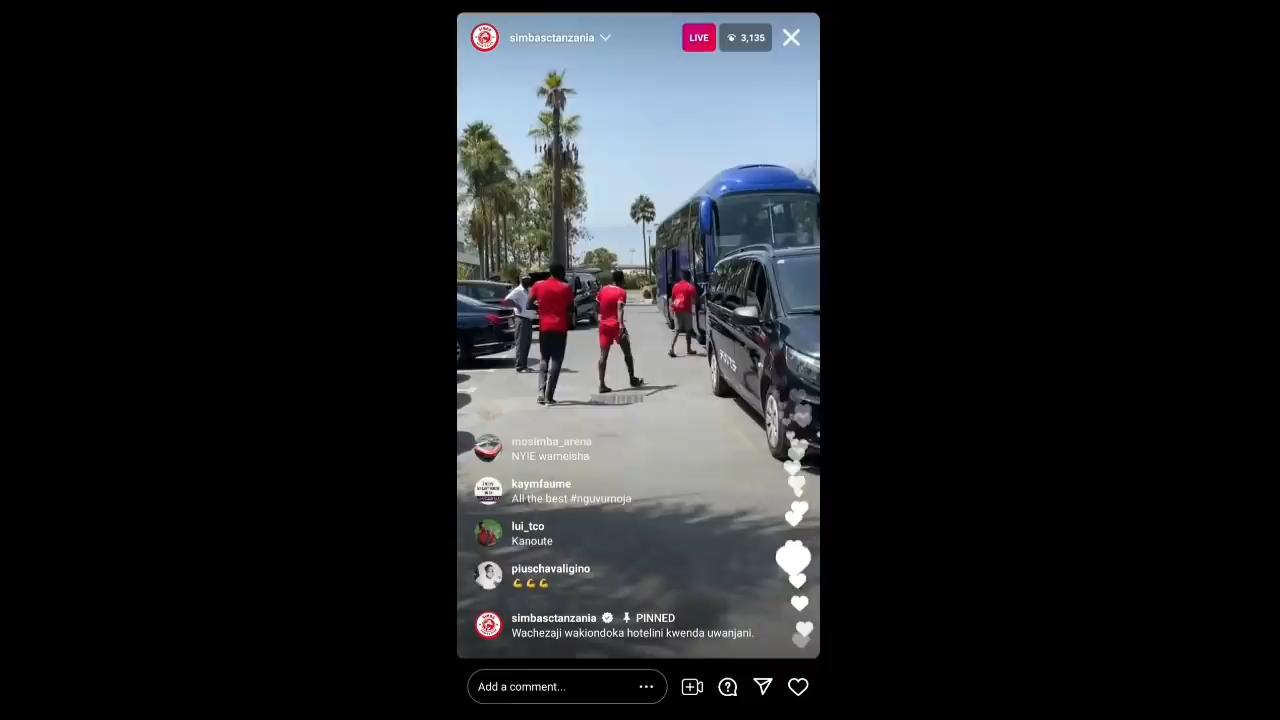 simbasctanzania
LIVE
3,135
mosimba_arena
NYIE wameisha
kaymfaume
All the best #nguvumoja
lui_tco
Kanoute
piuschavaligino
💪💪💪
simbasctanzania PINNED
Wachezaji wakiondoka hotelini kwenda uwanjani.
Add a comment...